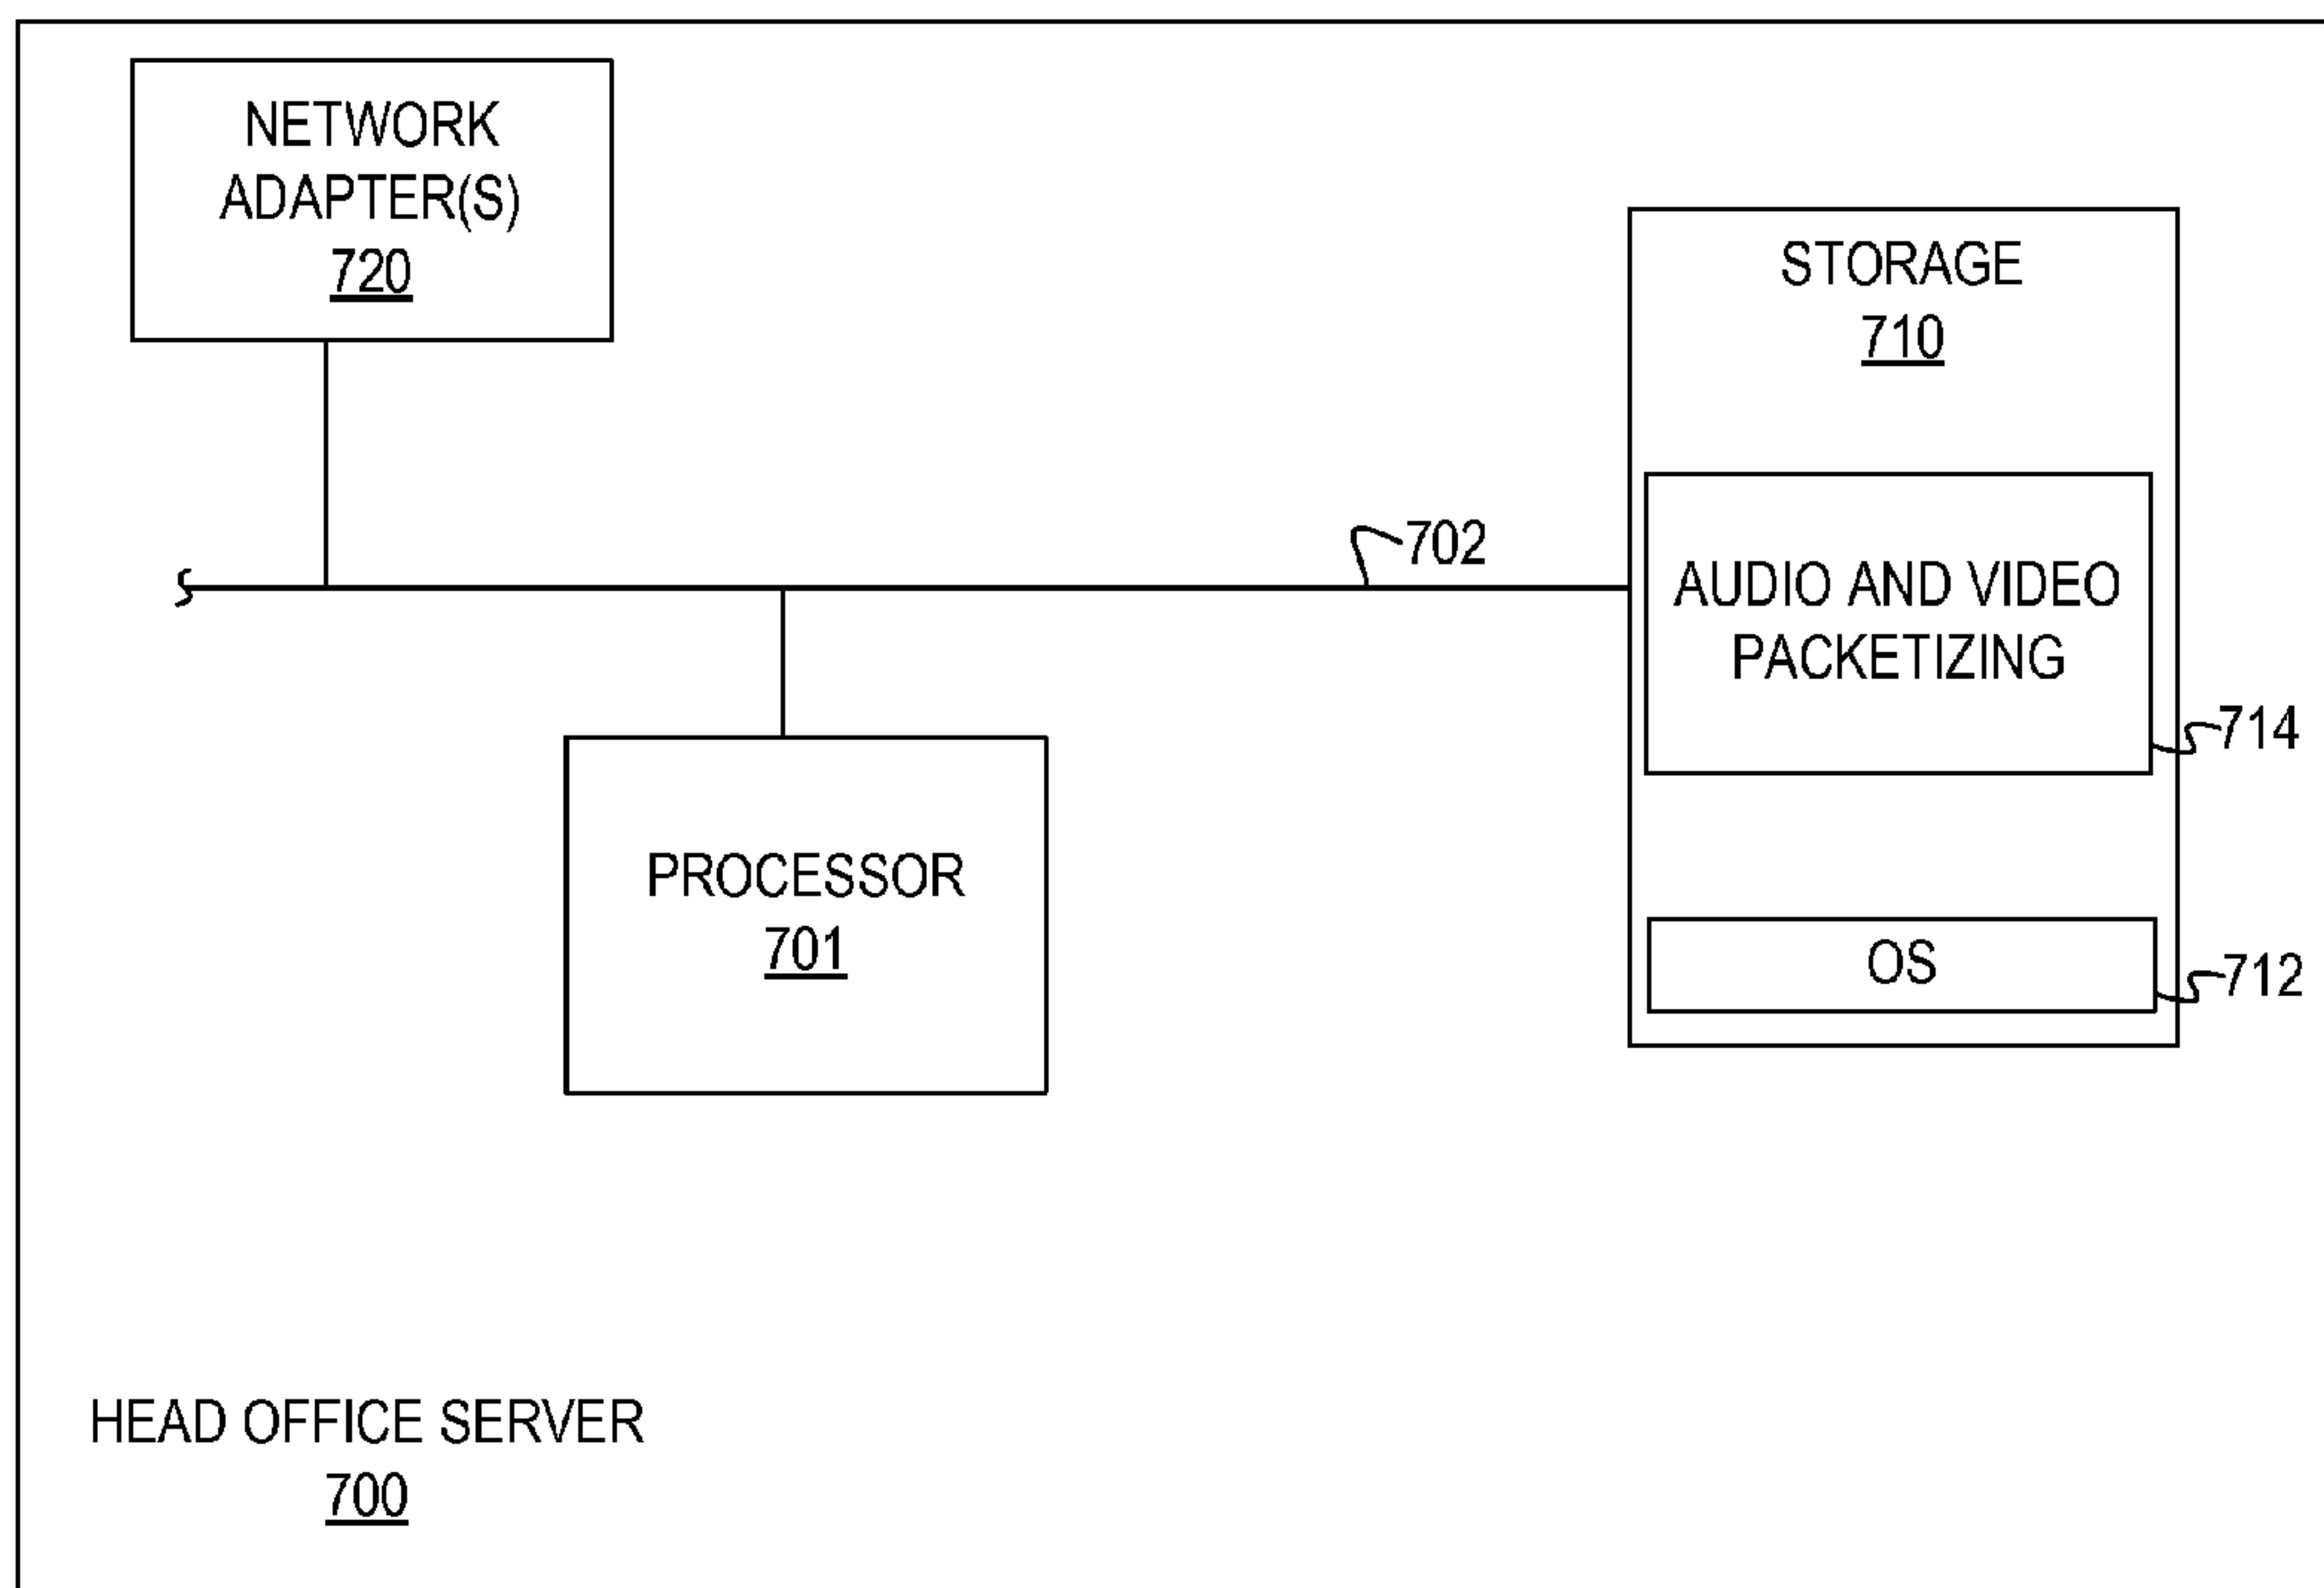 NETWORK
ADAPTER(S)
720
STORAGE
710
702
AUDIO AND VIDEO
PACKETIZING
714
PROCESSOR
701
OS
712
HEAD OFFICE SERVER
700